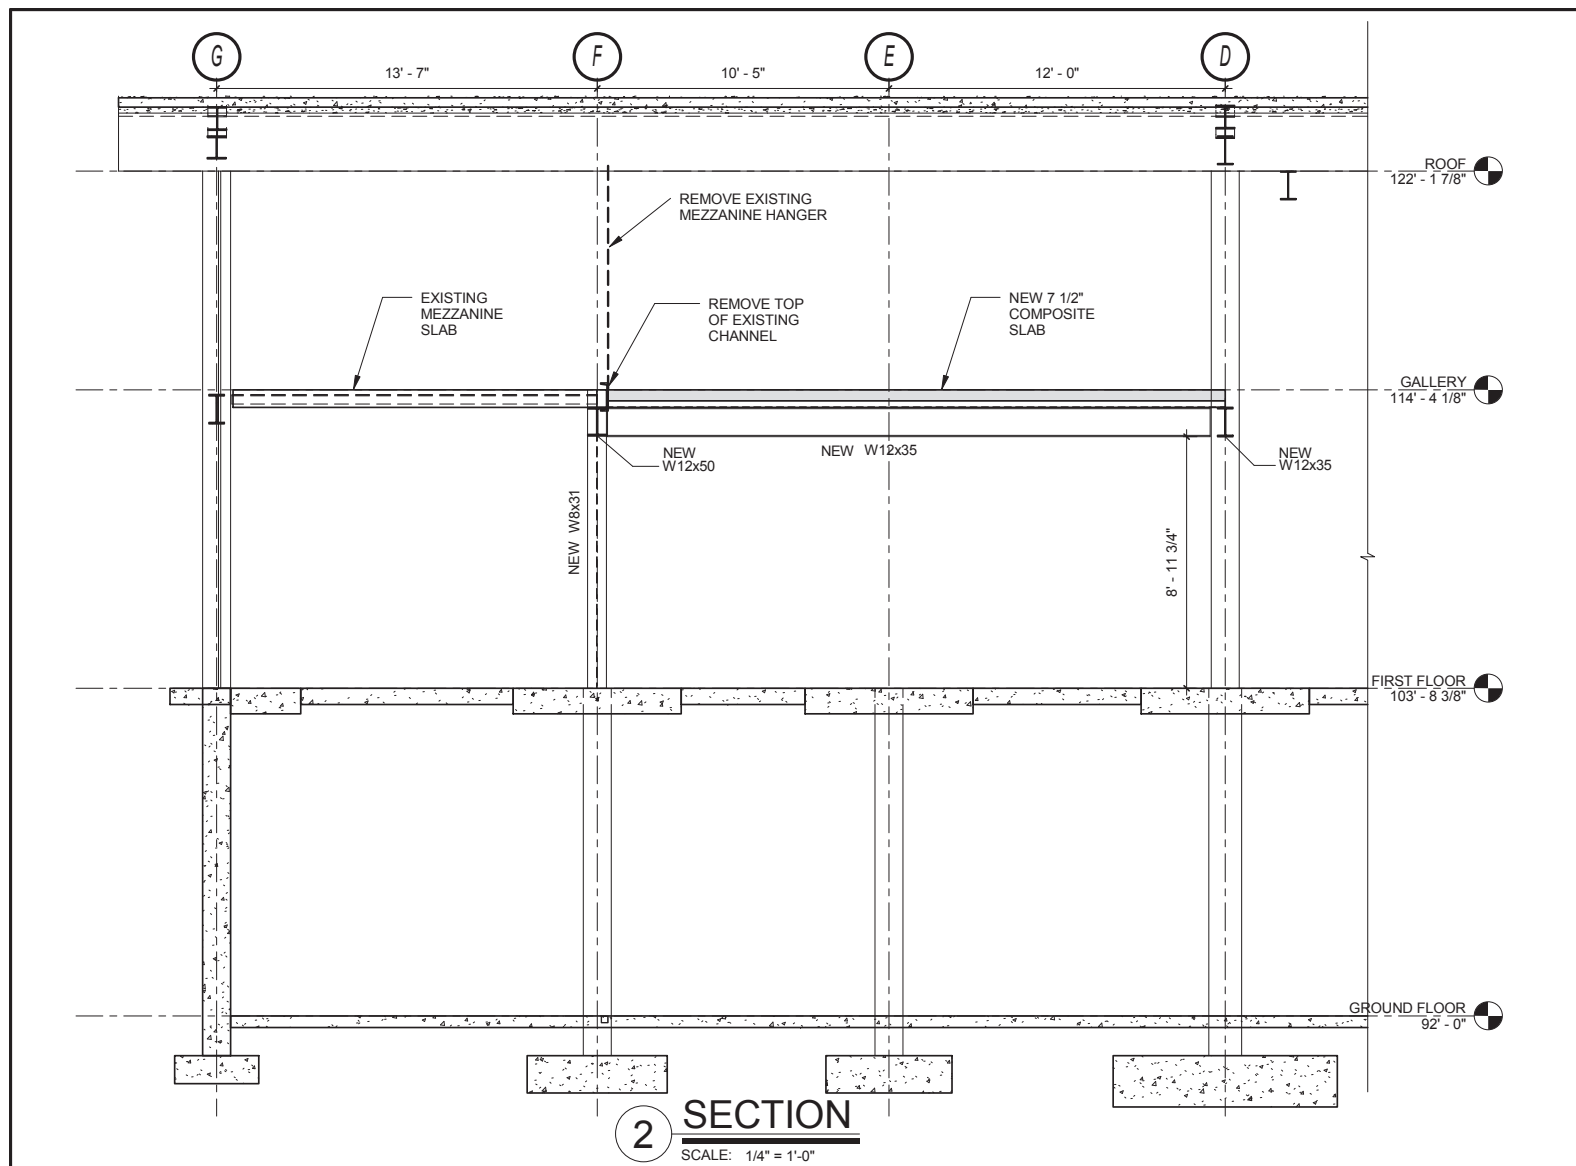 G
F
E
D
13' - 7"
10' - 5"
12' - 0"
ROOF
122' - 1 7/8"
REMOVE EXISTING
MEZZANINE HANGER
EXISTING
MEZZANINE
SLAB
REMOVE TOP
OF EXISTING
CHANNEL
NEW 7 1/2"
COMPOSITE
SLAB
GALLERY
114' - 4 1/8"
NEW
W12x50
NEW W12x35
NEW
W12x35
NEW W8x31
8' - 11 3/4"
FIRST FLOOR
103' - 8 3/8"
GROUND FLOOR
92' - 0"
2
SECTION
SCALE: 1/4" = 1'-0"